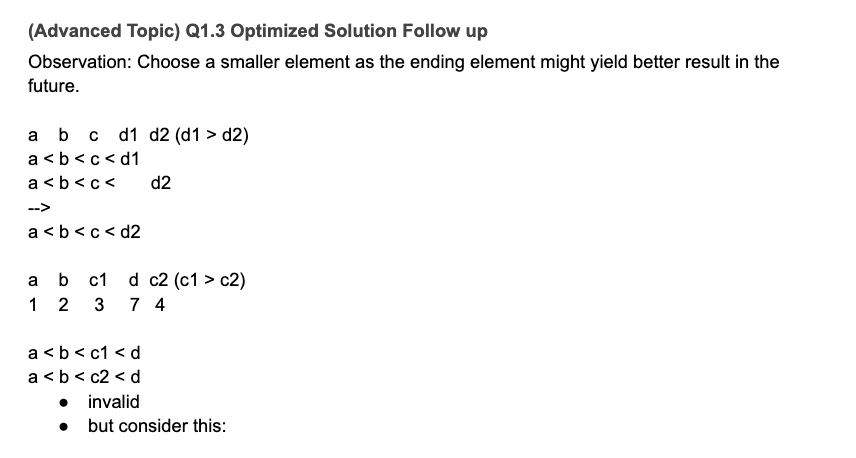 (Advanced Topic) Q1.3 Optimized Solution Follow up
Observation: Choose a smaller element as the ending element might yield better result in the
future.
a b c d1 d2 (d1 > d2)
a < b < c < d1
a < b < c < d2
-->
a < b < c < d2
a b c1 d c2 (c1 > c2)
1 2 3 7 4
a < b < c1 < d
a < b < c2 < d
● invalid
● but consider this: